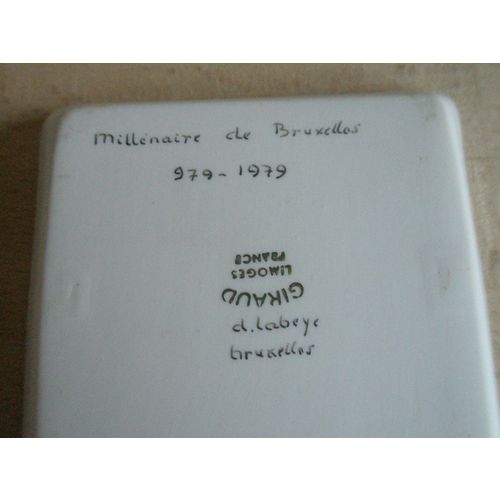 Millénaire de Bruxelles
979-1979
FRANCE
LIMOGES
GIRAUD
d. Labeye
bruxelles